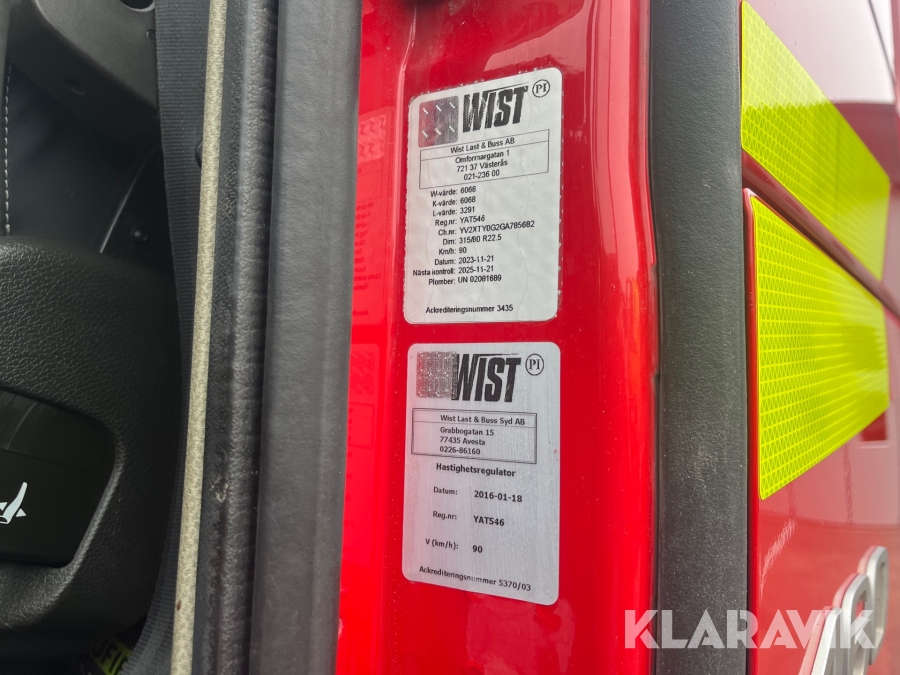 WIST PI
Wist Last & Buss AB
Omformargatan 1
721 37 Västerås
021-236 00
W-värde: 6068
K-värde: 6068
L-värde: 3291
Reg.nr: YAT546
Ch.nr: YV2XTY0G2GA785682
Dim: 315/80 R22.5
Km/h: 90
Datum: 2023-11-21
Nästa kontroll: 2025-11-21
Plomber: UN 02081689
Ackrediteringsnummer 3435
WIST PI
Wist Last & Buss Syd AB
Grabbogatan 15
77435 Avesta
0226-86160
Hastighetsregulator
Datum: 2016-01-18
Reg.nr: YAT546
V (km/h): 90
Ackrediteringsnummer 5370/03
KLARAVIK